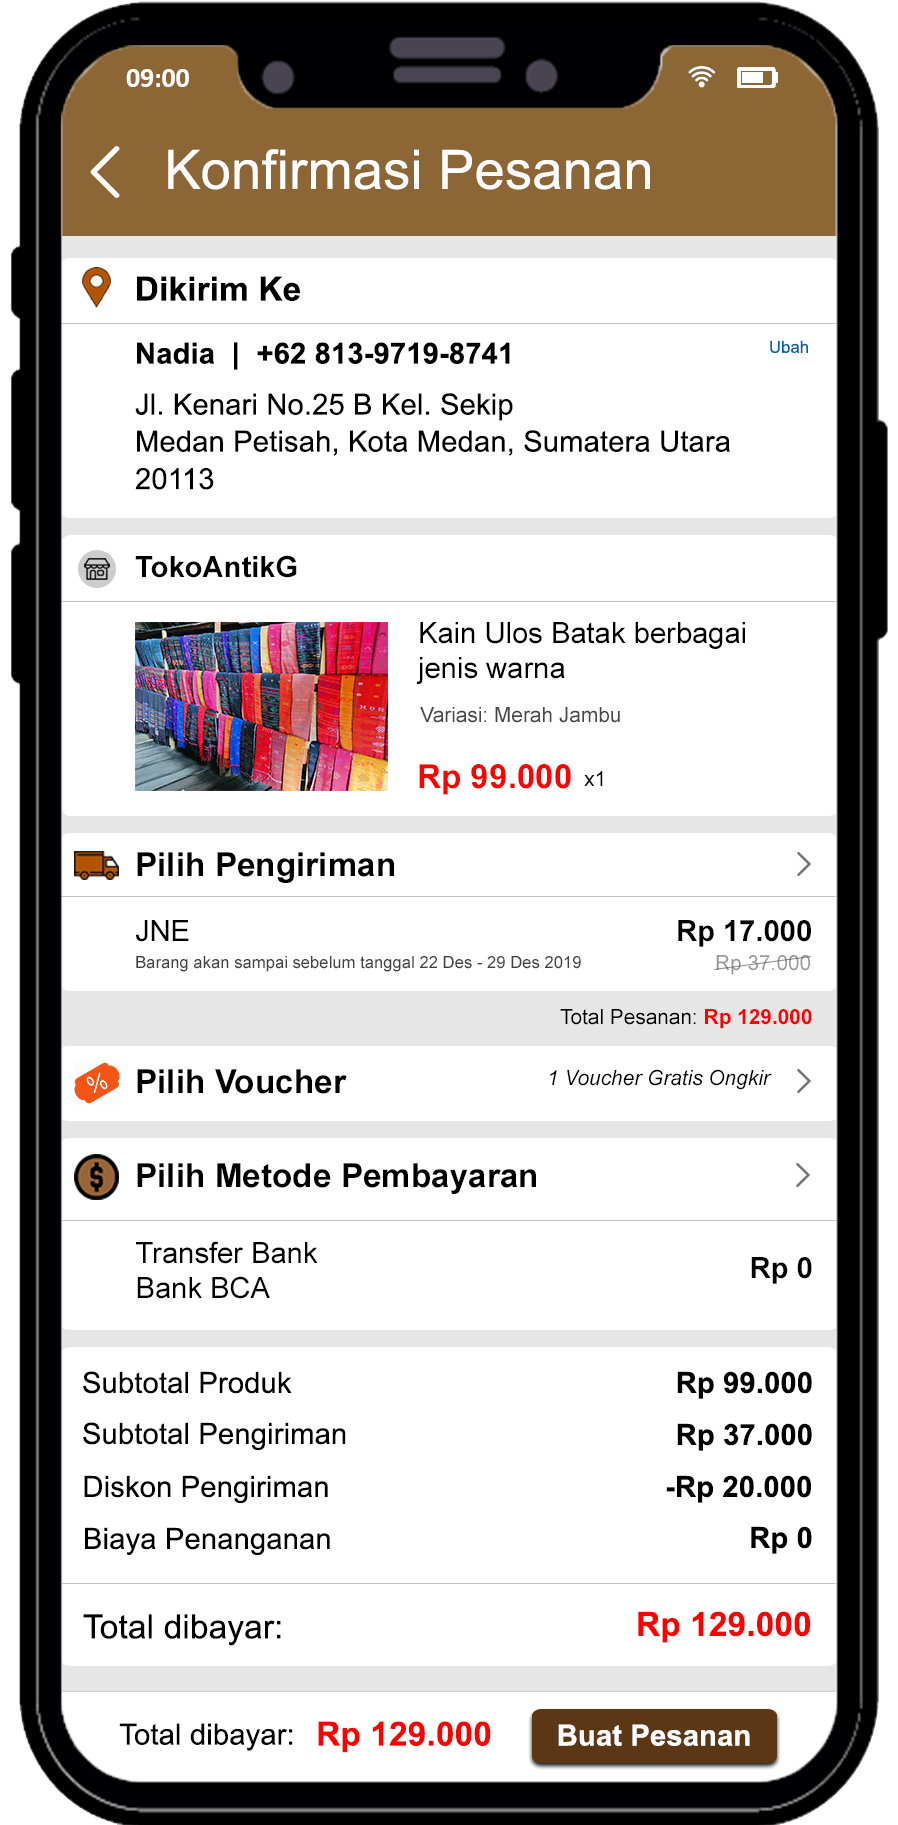 09:00
Konfirmasi Pesanan
Dikirim Ke
Nadia | +62 813-9719-8741
Ubah
Jl. Kenari No.25 B Kel. Sekip
Medan Petisah, Kota Medan, Sumatera Utara
20113
TokoAntikG
Kain Ulos Batak berbagai
jenis warna
Variasi: Merah Jambu
Rp 99.000 x1
Pilih Pengiriman
JNE
Rp 17.000
Barang akan sampai sebelum tanggal 22 Des - 29 Des 2019
Rp 37.000
Total Pesanan: Rp 129.000
Pilih Voucher
1 Voucher Gratis Ongkir
Pilih Metode Pembayaran
Transfer Bank
Bank BCA
Rp 0
Subtotal Produk Rp 99.000
Subtotal Pengiriman Rp 37.000
Diskon Pengiriman -Rp 20.000
Biaya Penanganan Rp 0
Total dibayar: Rp 129.000
Total dibayar: Rp 129.000
Buat Pesanan